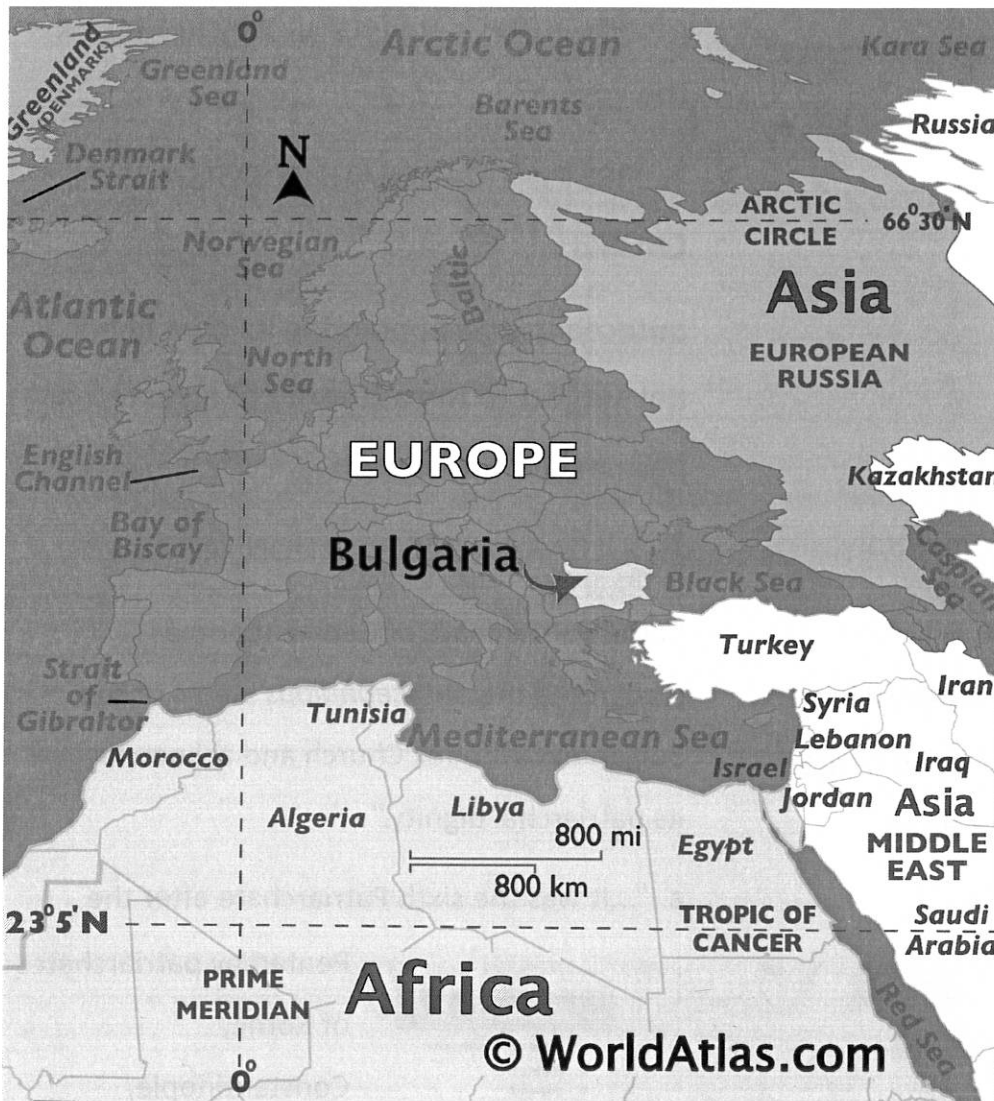 0°
Arctic Ocean
Kara Sea
Greenland
(DENMARK)
Greenland
Sea
Barents
Sea
Russia
Denmark
Strait
N
ARCTIC
CIRCLE
66°30'N
Norwegian
Sea
Baltic
Asia
EUROPEAN
RUSSIA
Atlantic
Ocean
North
Sea
EUROPE
English
Channel
Kazakhstan
Bay of
Biscay
Bulgaria
Black Sea
Caspian
Sea
Turkey
Strait
of
Gibraltor
Tunisia
Iran
Syria
Mediterranean Sea
Lebanon
Morocco
Israel
Iraq
Jordan
Algeria
Libya
800 mi
800 km
Egypt
Asia
MIDDLE
EAST
23°5'N
TROPIC OF
CANCER
Saudi
Arabia
PRIME
MERIDIAN
Africa
Red Sea
© WorldAtlas.com
0°